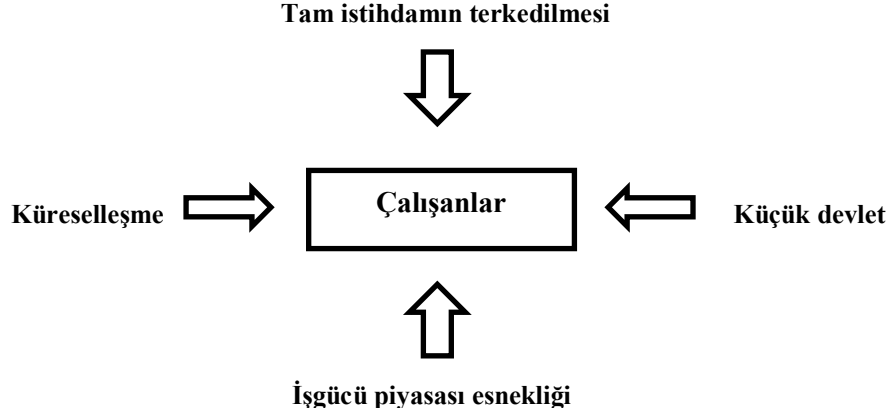 Tam istihdamın terkedilmesi
Çalışanlar
Küreselleşme
Küçük devlet
İşgücü piyasası esnekliği